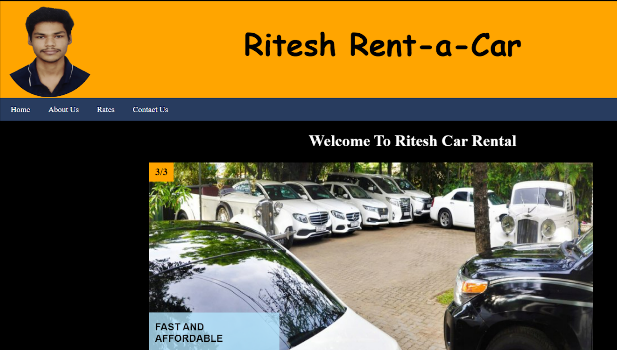 Ritesh Rent-a-Car
Home About Us Rates Contact Us
Welcome To Ritesh Car Rental
3/3
FAST AND
AFFORDABLE